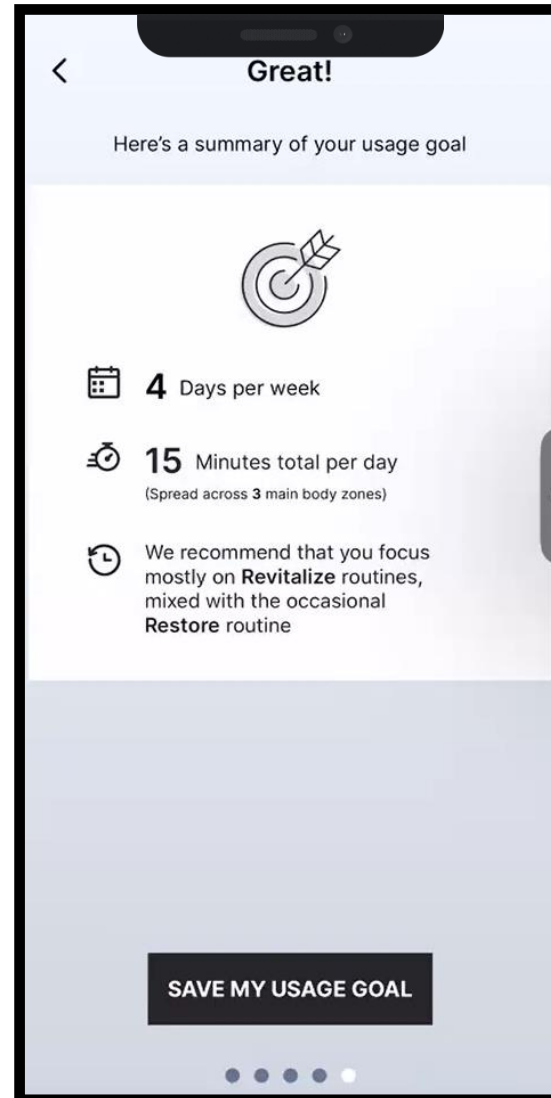 Great!
Here's a summary of your usage goal
4 Days per week
15 Minutes total per day
(Spread across 3 main body zones)
We recommend that you focus
mostly on Revitalize routines,
mixed with the occasional
Restore routine
SAVE MY USAGE GOAL